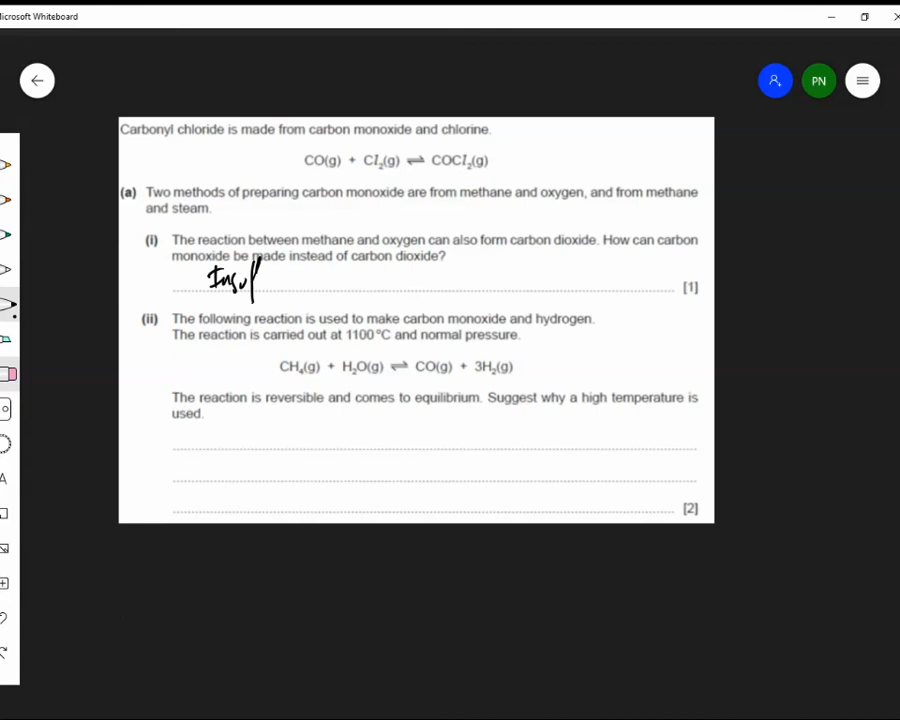 Microsoft Whiteboard
PN
Carbonyl chloride is made from carbon monoxide and chlorine.
CO(g) + Cl₂(g) ⇌ COCl₂(g)
(a) Two methods of preparing carbon monoxide are from methane and oxygen, and from methane
and steam.
(i) The reaction between methane and oxygen can also form carbon dioxide. How can carbon
monoxide be made instead of carbon dioxide?
Insuf
[1]
(ii) The following reaction is used to make carbon monoxide and hydrogen.
The reaction is carried out at 1100 °C and normal pressure.
CH₄(g) + H₂O(g) ⇌ CO(g) + 3H₂(g)
The reaction is reversible and comes to equilibrium. Suggest why a high temperature is
used.
[2]